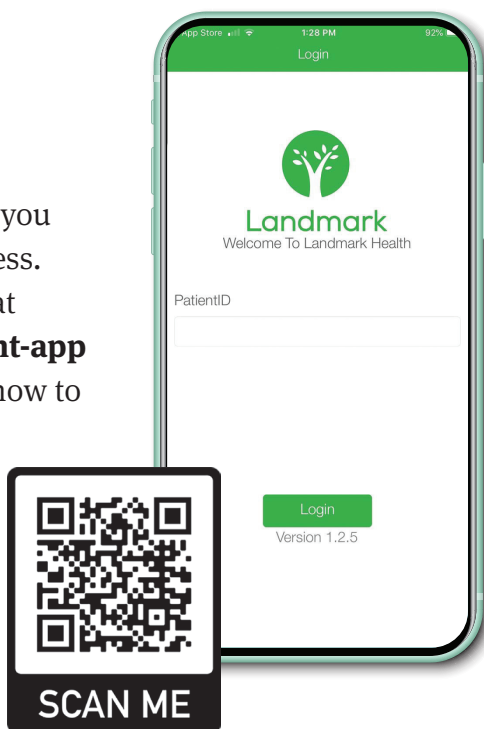 you
ess.
at
nt-app
how to
App Store 1:28 PM 92%
Login
Landmark
Welcome To Landmark Health
PatientID
Login
Version 1.2.5
SCAN ME